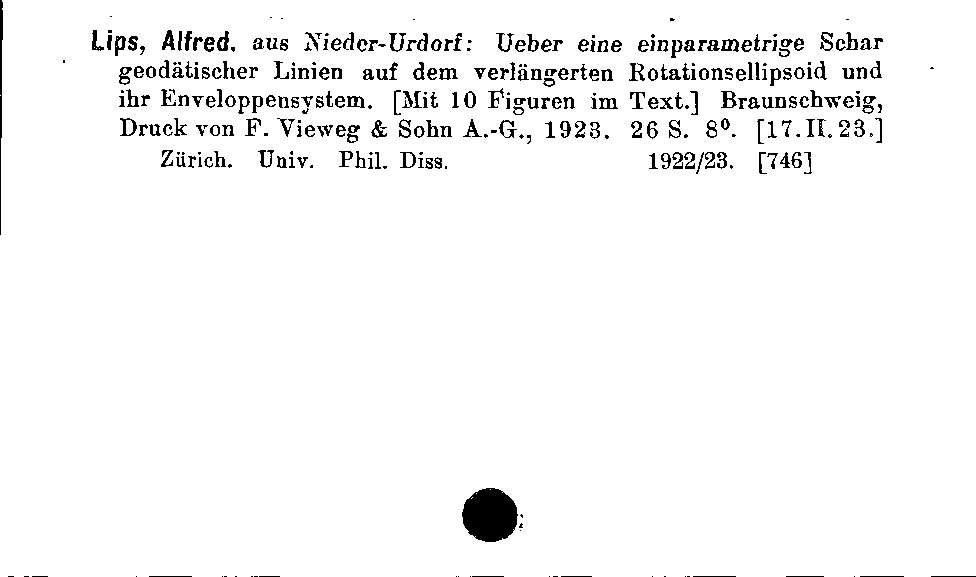 Lips, Alfred, aus Nieder-Urdorf: Ueber eine einparametrige Schar
geodätischer Linien auf dem verlängerten Rotationsellipsoid und
ihr Enveloppensystem. [Mit 10 Figuren im Text.] Braunschweig,
Druck von F. Vieweg & Sohn A.-G., 1923. 26 S. 8⁰. [17.II.23.]
Zürich. Univ. Phil. Diss. 1922/23. [746]